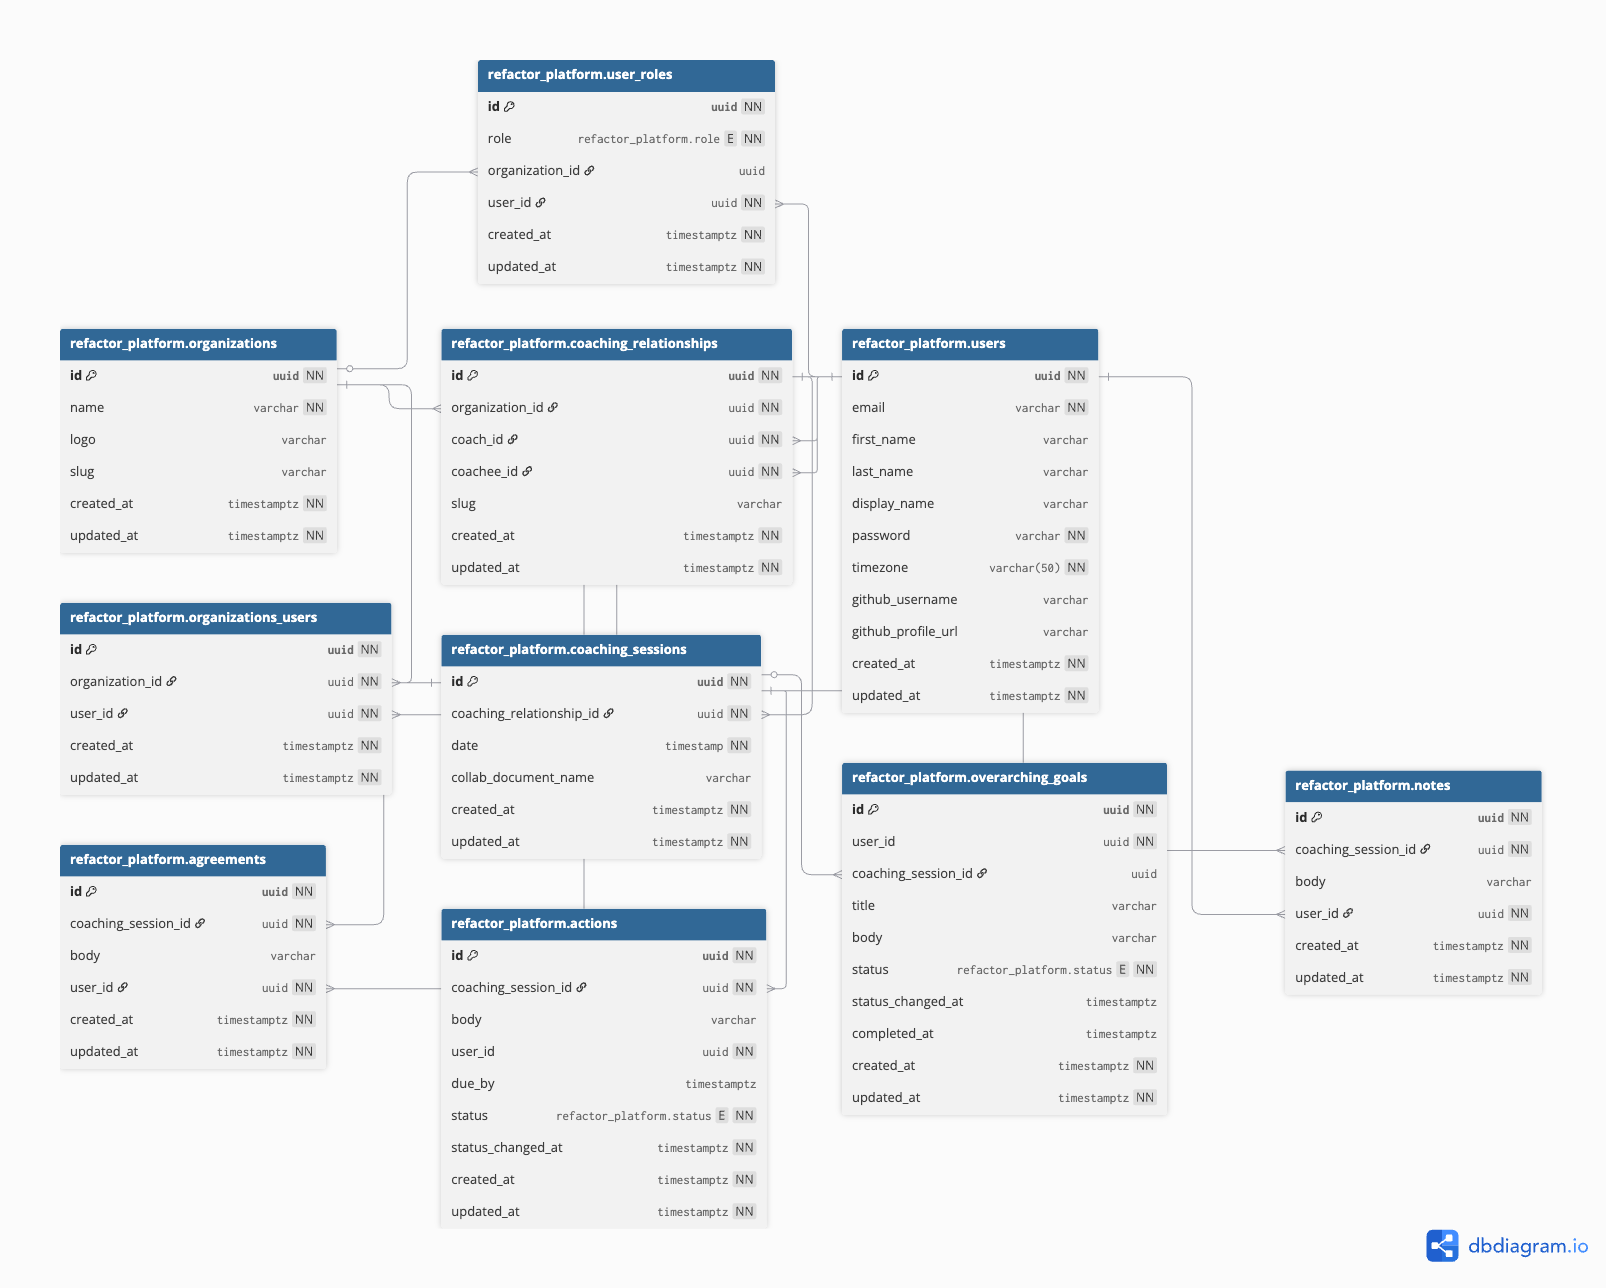 refactor_platform.user_roles
id uuid NN
role refactor_platform.role E NN
organization_id uuid
user_id uuid NN
created_at timestamptz NN
updated_at timestamptz NN
refactor_platform.organizations
id uuid NN
name varchar NN
logo varchar
slug varchar
created_at timestamptz NN
updated_at timestamptz NN
refactor_platform.coaching_relationships
id uuid NN
organization_id uuid NN
coach_id uuid NN
coachee_id uuid NN
slug varchar
created_at timestamptz NN
updated_at timestamptz NN
refactor_platform.users
id uuid NN
email varchar NN
first_name varchar
last_name varchar
display_name varchar
password varchar NN
timezone varchar(50) NN
github_username varchar
github_profile_url varchar
created_at timestamptz NN
updated_at timestamptz NN
refactor_platform.organizations_users
id uuid NN
organization_id uuid NN
user_id uuid NN
created_at timestamptz NN
updated_at timestamptz NN
refactor_platform.coaching_sessions
id uuid NN
coaching_relationship_id uuid NN
date timestamp NN
collab_document_name varchar
created_at timestamptz NN
updated_at timestamptz NN
refactor_platform.overarching_goals
id uuid NN
user_id uuid NN
coaching_session_id uuid
title varchar
body varchar
status refactor_platform.status E NN
status_changed_at timestamptz
completed_at timestamptz
created_at timestamptz NN
updated_at timestamptz NN
refactor_platform.notes
id uuid NN
coaching_session_id uuid NN
body varchar
user_id uuid NN
created_at timestamptz NN
updated_at timestamptz NN
refactor_platform.agreements
id uuid NN
coaching_session_id uuid NN
body varchar
user_id uuid NN
created_at timestamptz NN
updated_at timestamptz NN
refactor_platform.actions
id uuid NN
coaching_session_id uuid NN
body varchar
user_id uuid NN
due_by timestamptz
status refactor_platform.status E NN
status_changed_at timestamptz NN
created_at timestamptz NN
updated_at timestamptz NN
dbdiagram.io